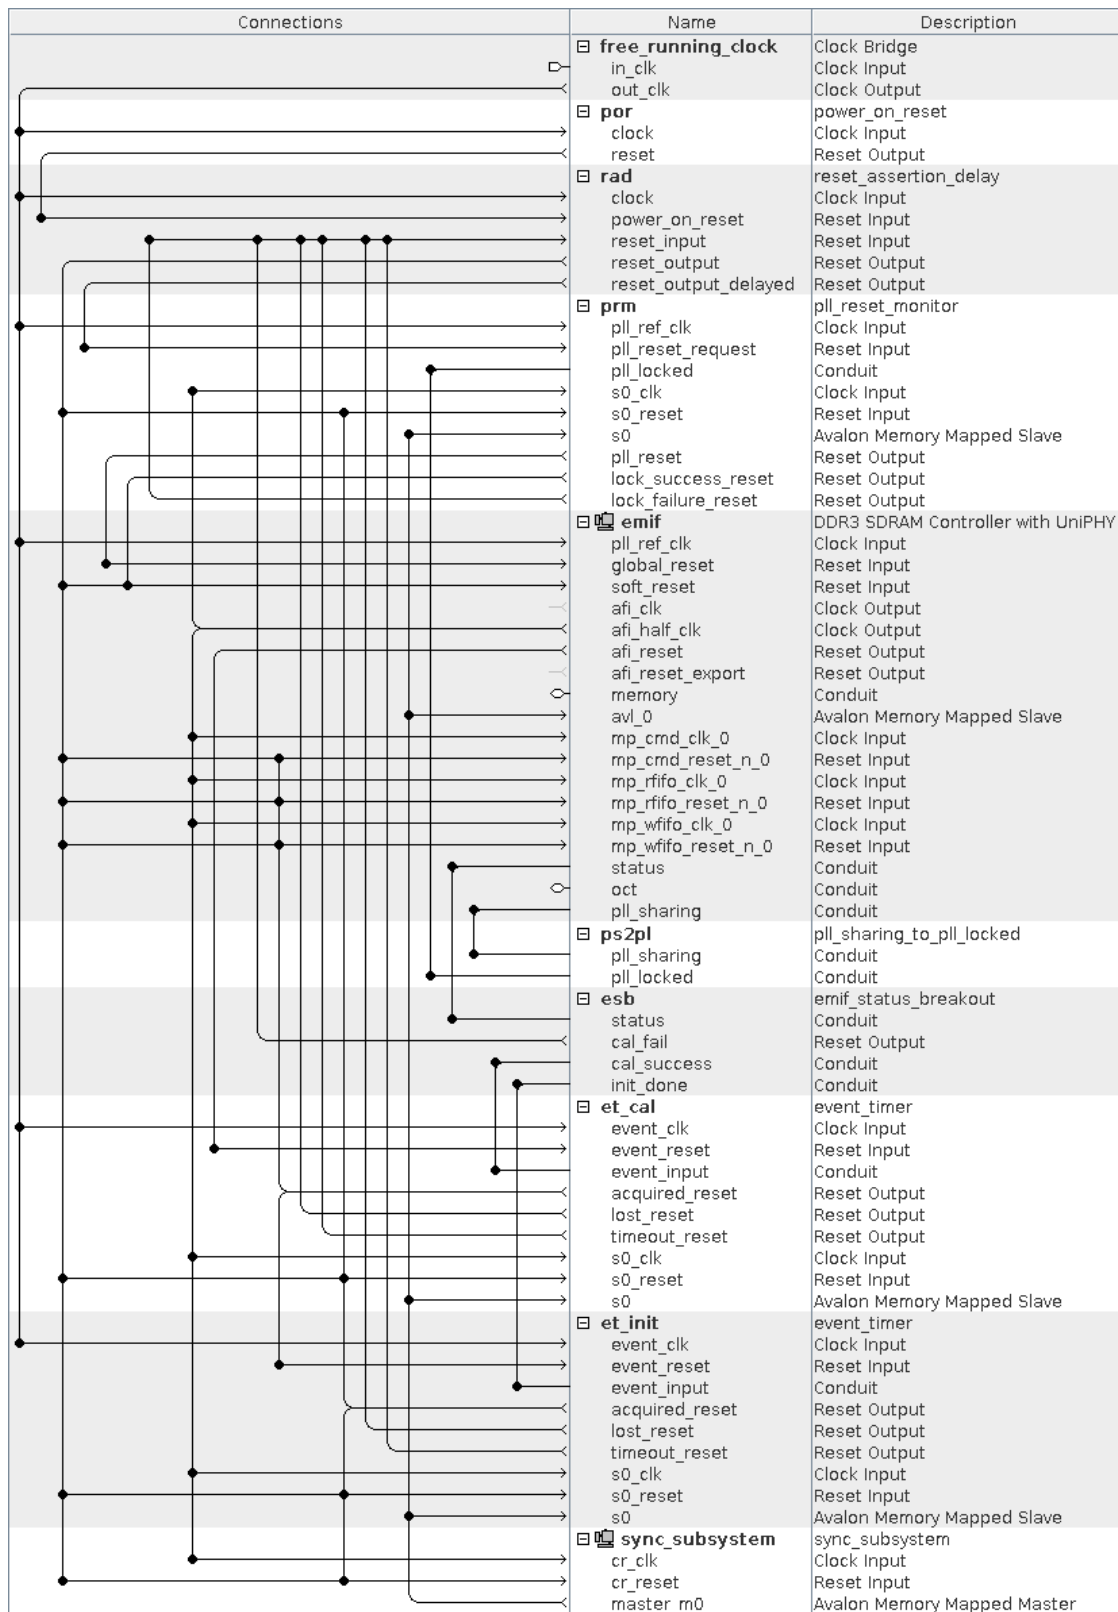 Connections Name Description
free_running_clock Clock Bridge
in_clk Clock Input
out_clk Clock Output
por power_on_reset
clock Clock Input
reset Reset Output
rad reset_assertion_delay
clock Clock Input
power_on_reset Reset Input
reset_input Reset Input
reset_output Reset Output
reset_output_delayed Reset Output
prm pll_reset_monitor
pll_ref_clk Clock Input
pll_reset_request Reset Input
pll_locked Conduit
s0_clk Clock Input
s0_reset Reset Input
s0 Avalon Memory Mapped Slave
pll_reset Reset Output
lock_success_reset Reset Output
lock_failure_reset Reset Output
emif DDR3 SDRAM Controller with UniPHY
pll_ref_clk Clock Input
global_reset Reset Input
soft_reset Reset Input
afi_clk Clock Output
afi_half_clk Clock Output
afi_reset Reset Output
afi_reset_export Reset Output
memory Conduit
avl_0 Avalon Memory Mapped Slave
mp_cmd_clk_0 Clock Input
mp_cmd_reset_n_0 Reset Input
mp_rfifo_clk_0 Clock Input
mp_rfifo_reset_n_0 Reset Input
mp_wfifo_clk_0 Clock Input
mp_wfifo_reset_n_0 Reset Input
status Conduit
oct Conduit
pll_sharing Conduit
ps2pl pll_sharing_to_pll_locked
pll_sharing Conduit
pll_locked Conduit
esb emif_status_breakout
status Conduit
cal_fail Reset Output
cal_success Conduit
init_done Conduit
et_cal event_timer
event_clk Clock Input
event_reset Reset Input
event_input Conduit
acquired_reset Reset Output
lost_reset Reset Output
timeout_reset Reset Output
s0_clk Clock Input
s0_reset Reset Input
s0 Avalon Memory Mapped Slave
et_init event_timer
event_clk Clock Input
event_reset Reset Input
event_input Conduit
acquired_reset Reset Output
lost_reset Reset Output
timeout_reset Reset Output
s0_clk Clock Input
s0_reset Reset Input
s0 Avalon Memory Mapped Slave
sync_subsystem sync_subsystem
cr_clk Clock Input
cr_reset Reset Input
master_m0 Avalon Memory Mapped Master